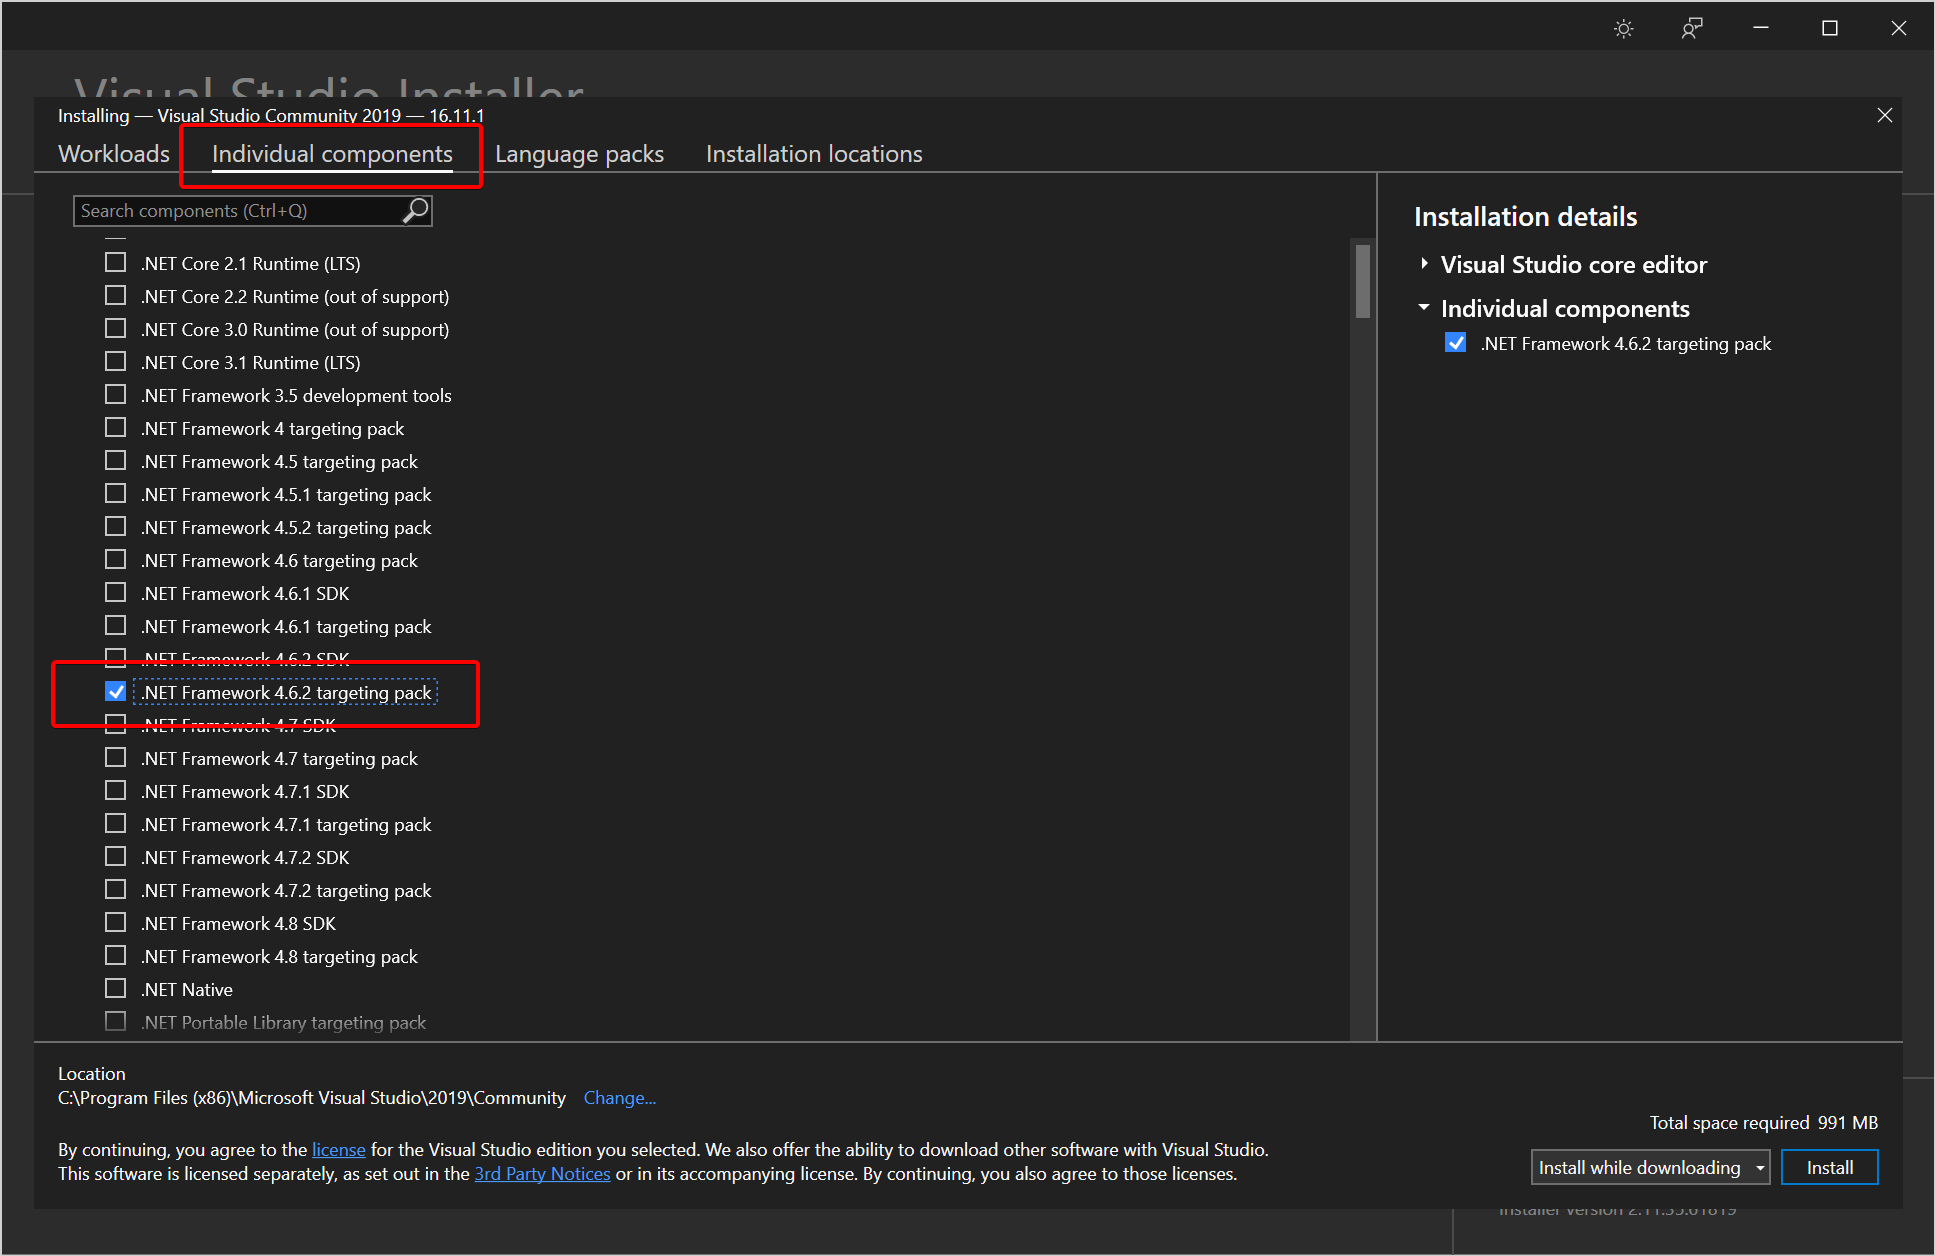 Visual Studio Installer
Installing — Visual Studio Community 2019 — 16.11.1
Workloads
Individual components
Language packs
Installation locations
Search components (Ctrl+Q)
.NET Core 2.1 Runtime (LTS)
.NET Core 2.2 Runtime (out of support)
.NET Core 3.0 Runtime (out of support)
.NET Core 3.1 Runtime (LTS)
.NET Framework 3.5 development tools
.NET Framework 4 targeting pack
.NET Framework 4.5 targeting pack
.NET Framework 4.5.1 targeting pack
.NET Framework 4.5.2 targeting pack
.NET Framework 4.6 targeting pack
.NET Framework 4.6.1 SDK
.NET Framework 4.6.1 targeting pack
.NET Framework 4.6.2 SDK
.NET Framework 4.6.2 targeting pack
.NET Framework 4.7 SDK
.NET Framework 4.7 targeting pack
.NET Framework 4.7.1 SDK
.NET Framework 4.7.1 targeting pack
.NET Framework 4.7.2 SDK
.NET Framework 4.7.2 targeting pack
.NET Framework 4.8 SDK
.NET Framework 4.8 targeting pack
.NET Native
.NET Portable Library targeting pack
Installation details
Visual Studio core editor
Individual components
.NET Framework 4.6.2 targeting pack
Location
C:\Program Files (x86)\Microsoft Visual Studio\2019\Community Change...
By continuing, you agree to the license for the Visual Studio edition you selected. We also offer the ability to download other software with Visual Studio.
This software is licensed separately, as set out in the 3rd Party Notices or in its accompanying license. By continuing, you also agree to those licenses.
Total space required 991 MB
Install while downloading
Install
Installer version